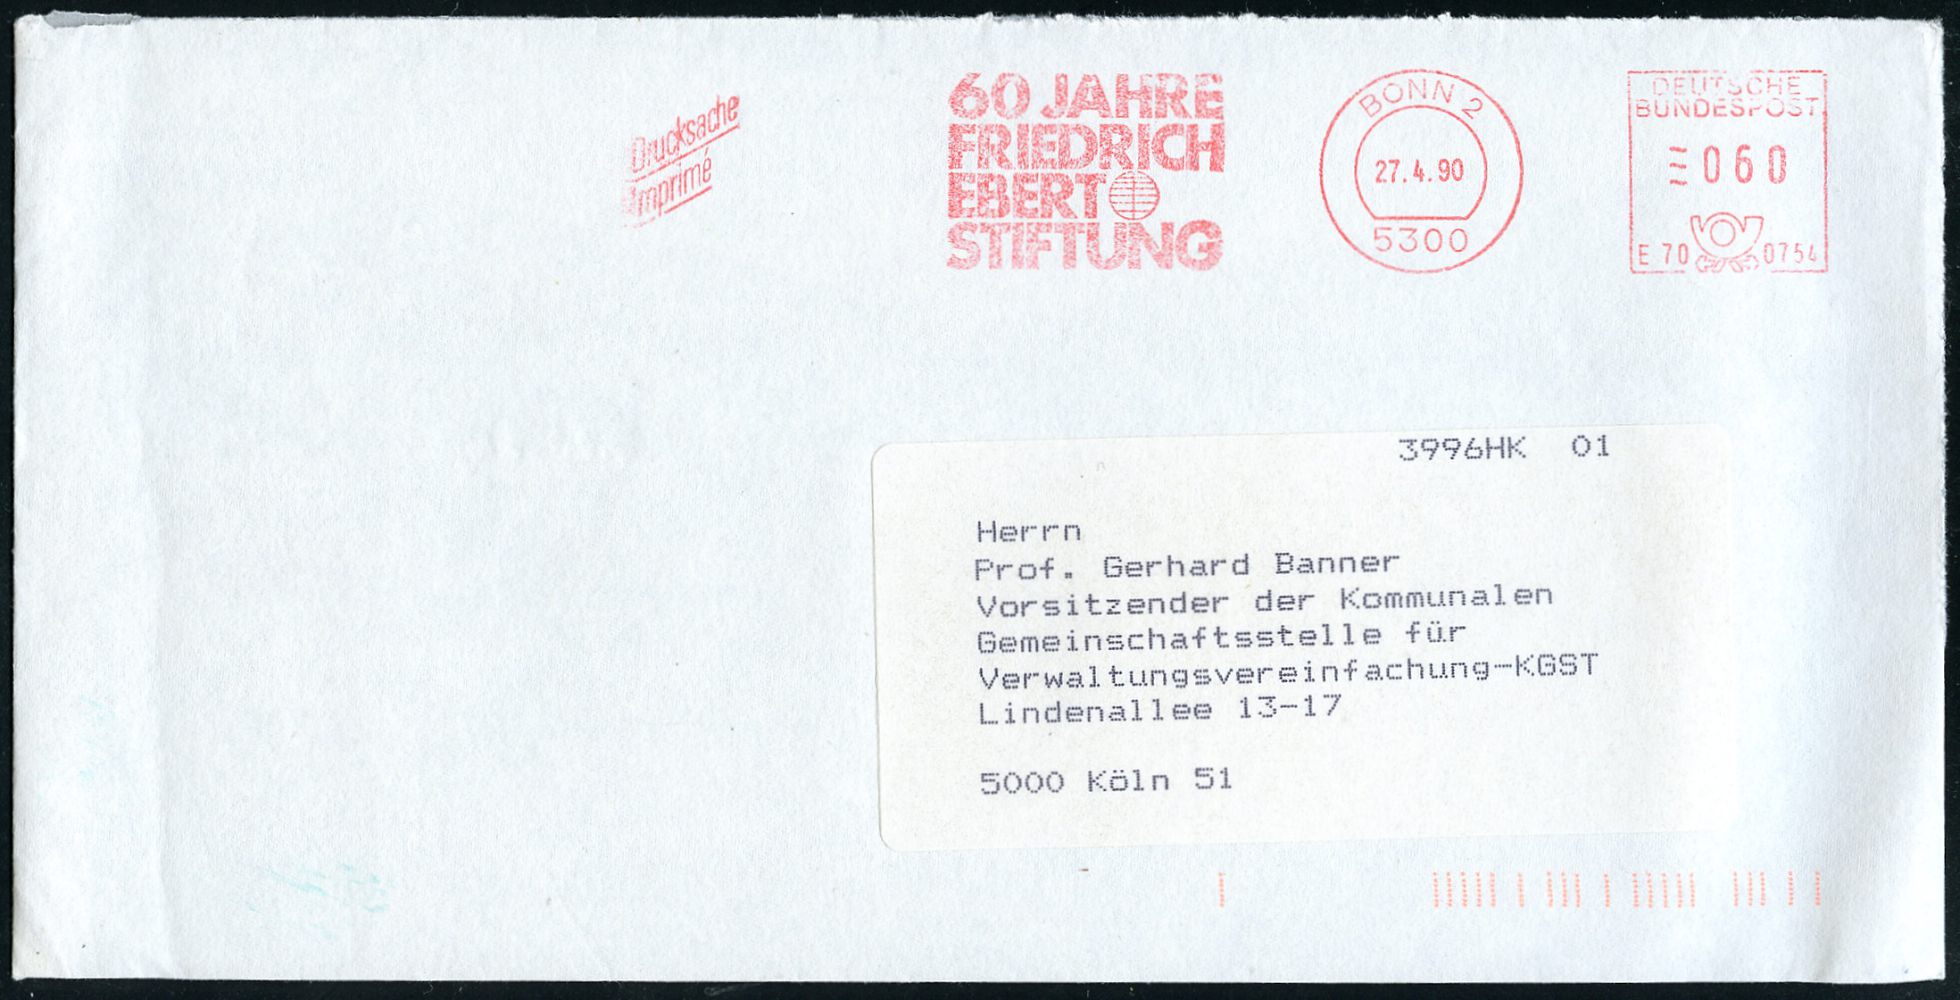 Drucksache
Imprimé
60 JAHRE
FRIEDRICH
EBERT
STIFTUNG
BONN 2
27.4.90
5300
DEUTSCHE
BUNDESPOST
060
E 70 0754
3996HK 01
Herrn
Prof. Gerhard Banner
Vorsitzender der Kommunalen
Gemeinschaftsstelle für
Verwaltungsvereinfachung-KGST
Lindenallee 13-17
5000 Köln 51